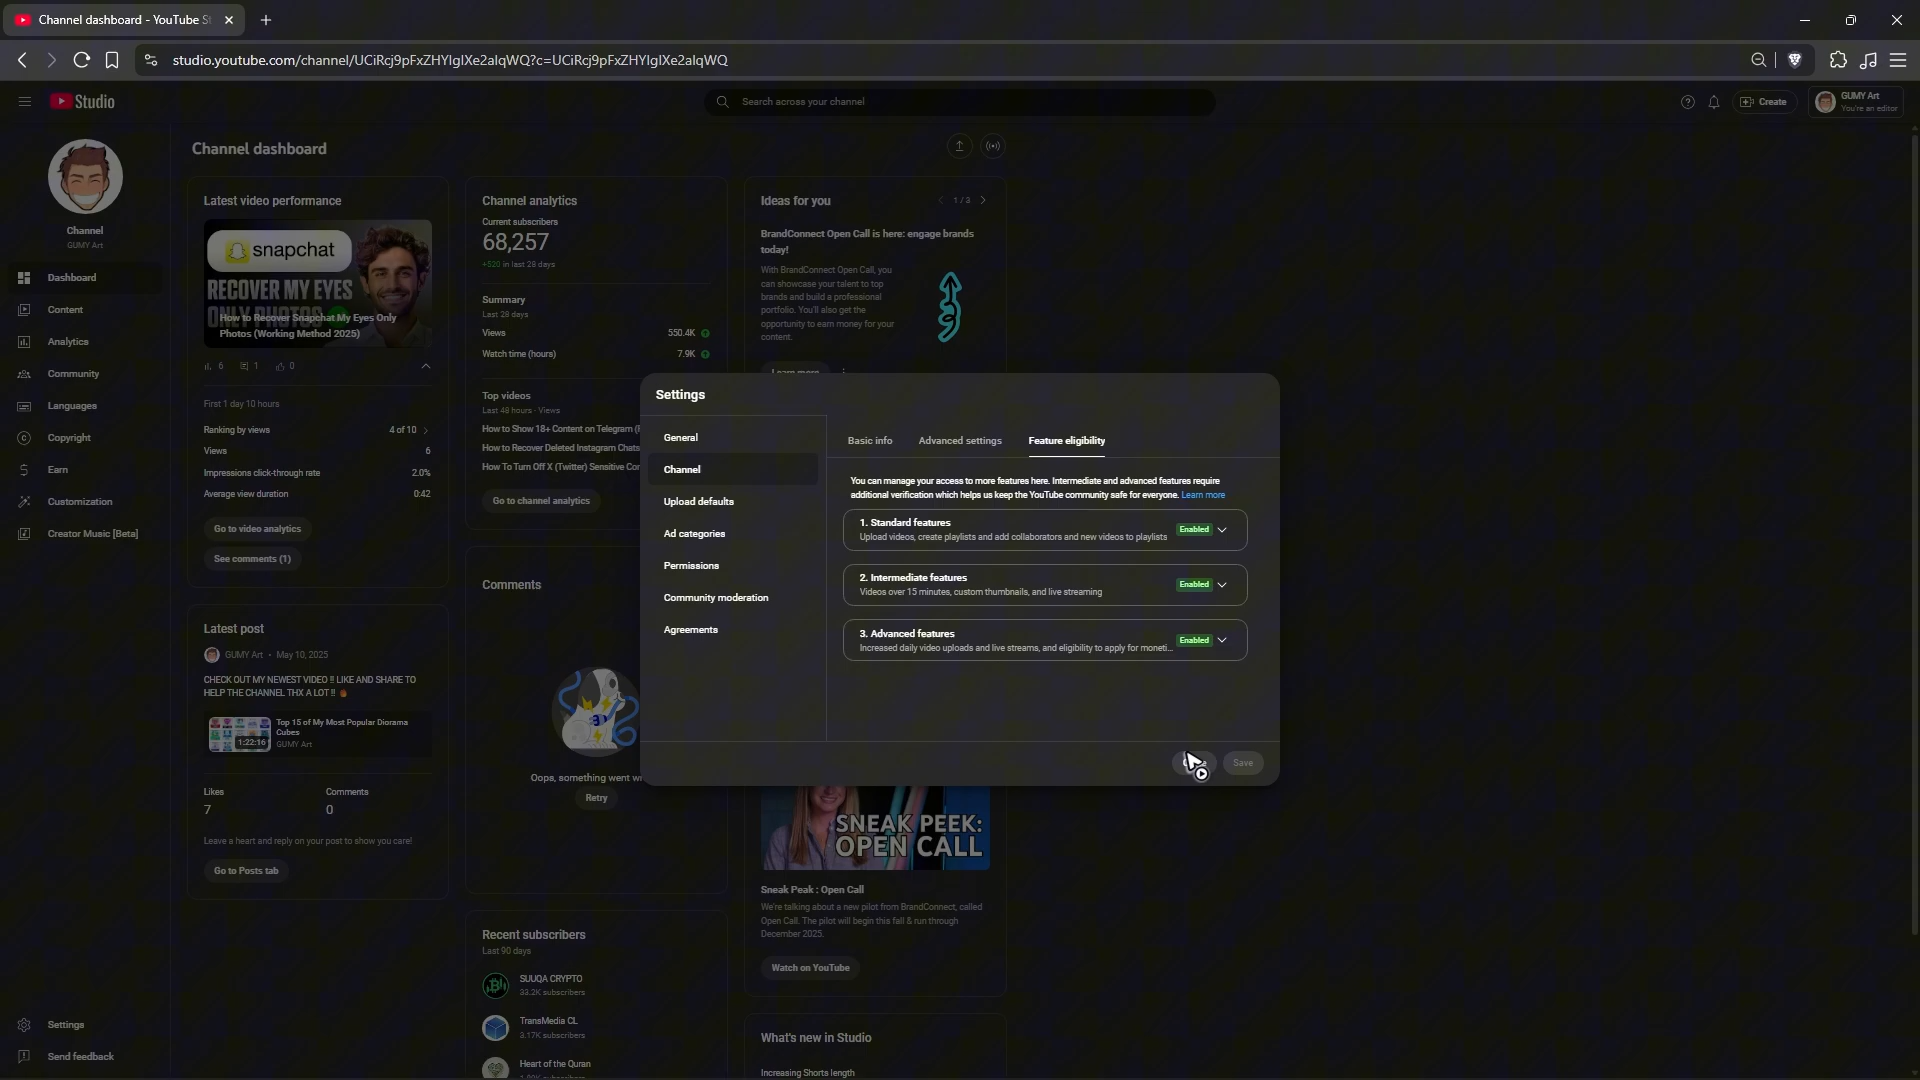 Channel dashboard - YouTube S
studio.youtube.com/channel/UCiRcj9pFxZHYIgIXe2alqWQ?c=UCiRcj9pFxZHYIgIXe2alqWQ
Studio
Search across your channel
Create
GUMY Art
You're an editor
Channel
GUMY Art
Dashboard
Content
Analytics
Community
Languages
Copyright
Earn
Customization
Creator Music [Beta]
Settings
Send feedback
Channel dashboard
Latest video performance
snapchat
RECOVER MY EYES
ONLY PHOTOS
How to Recover Snapchat My Eyes Only
Photos (Working Method 2025)
6 1 0
First 1 day 10 hours
Ranking by views 4 of 10
Views 6
Impressions click-through rate 2.0%
Average view duration 0:42
Go to video analytics
See comments (1)
Latest post
GUMY Art • May 10, 2025
CHECK OUT MY NEWEST VIDEO !! LIKE AND SHARE TO
HELP THE CHANNEL THX A LOT !! 🔥
Top 15 of My Most Popular Diorama
Cubes
GUMY Art
1:22:16
Likes Comments
7 0
Leave a heart and reply on your post to show you care!
Go to Posts tab
Channel analytics
Current subscribers
68,257
+520 in last 28 days
Summary
Last 28 days
Views 550.4K
Watch time (hours) 7.9K
Top videos
Last 48 hours · Views
How to Show 18+ Content on Telegram (
How to Recover Deleted Instagram Chats
How To Turn Off X (Twitter) Sensitive Con
Go to channel analytics
Comments
Oops, something went w
Retry
Recent subscribers
Last 90 days
SUUQA CRYPTO
33.2K subscribers
TransMedia CL
3.17K subscribers
Heart of the Quran
Ideas for you
1 / 3
BrandConnect Open Call is here: engage brands
today!
With BrandConnect Open Call, you
can showcase your talent to top
brands and build a professional
portfolio. You'll also get the
opportunity to earn money for your
content.
Learn more
SNEAK PEEK:
OPEN CALL
Sneak Peak : Open Call
We're talking about a new pilot from BrandConnect, called
Open Call. The pilot will begin this fall & run through
December 2025.
Watch on YouTube
What's new in Studio
Increasing Shorts length
Settings
General
Channel
Upload defaults
Ad categories
Permissions
Community moderation
Agreements
Basic info Advanced settings Feature eligibility
You can manage your access to more features here. Intermediate and advanced features require
additional verification which helps us keep the YouTube community safe for everyone. Learn more
1. Standard features
Upload videos, create playlists and add collaborators and new videos to playlists
Enabled
2. Intermediate features
Videos over 15 minutes, custom thumbnails, and live streaming
Enabled
3. Advanced features
Increased daily video uploads and live streams, and eligibility to apply for moneti...
Enabled
Save